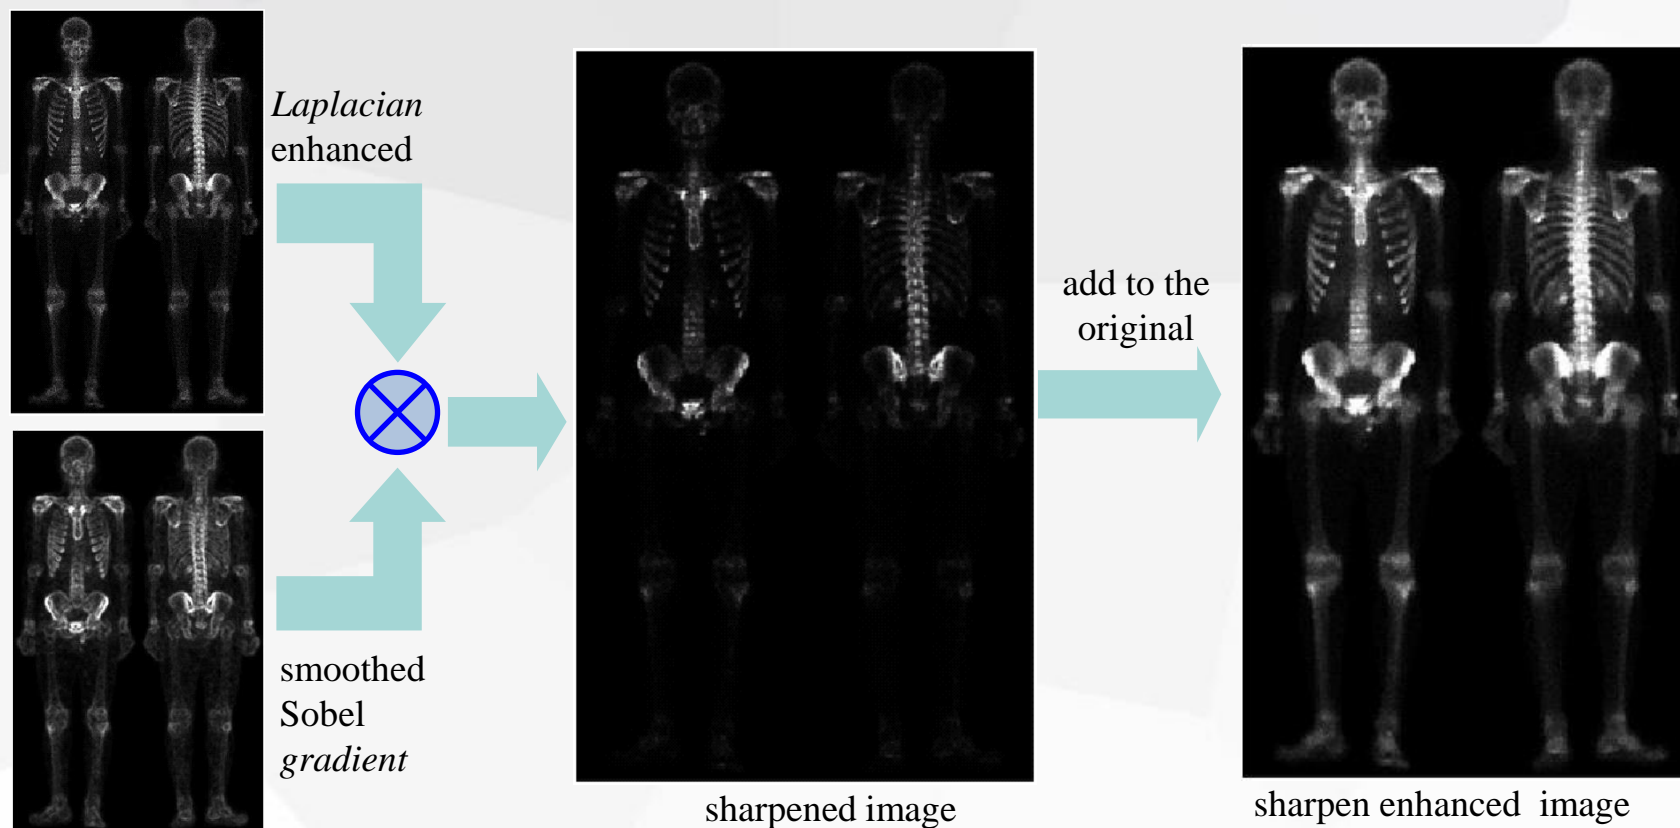 Laplacian
enhanced
smoothed
Sobel
gradient
sharpened image
add to the
original
sharpen enhanced image